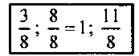 3/8 ; 8/8 = 1; 11/8